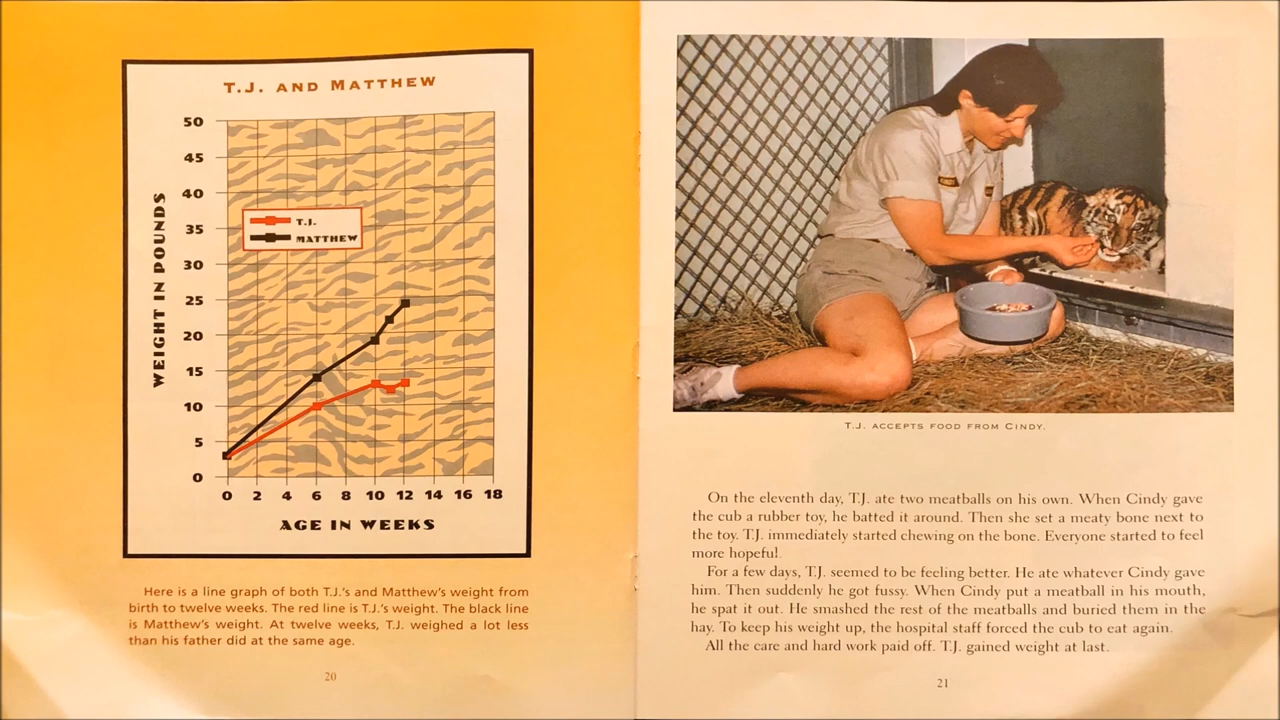 T.J. AND MATTHEW
50
45
40
35
30
25
20
15
10
5
0
WEIGHT IN POUNDS
T.J.
MATTHEW
0 2 4 6 8 10 12 14 16 18
AGE IN WEEKS
Here is a line graph of both T.J.'s and Matthew's weight from
birth to twelve weeks. The red line is T.J.'s weight. The black line
is Matthew's weight. At twelve weeks, T.J. weighed a lot less
than his father did at the same age.
20
T.J. ACCEPTS FOOD FROM CINDY.
On the eleventh day, T.J. ate two meatballs on his own. When Cindy gave
the cub a rubber toy, he batted it around. Then she set a meaty bone next to
the toy. T.J. immediately started chewing on the bone. Everyone started to feel
more hopeful.
For a few days, T.J. seemed to be feeling better. He ate whatever Cindy gave
him. Then suddenly he got fussy. When Cindy put a meatball in his mouth,
he spat it out. He smashed the rest of the meatballs and buried them in the
hay. To keep his weight up, the hospital staff forced the cub to eat again.
All the care and hard work paid off. T.J. gained weight at last.
21